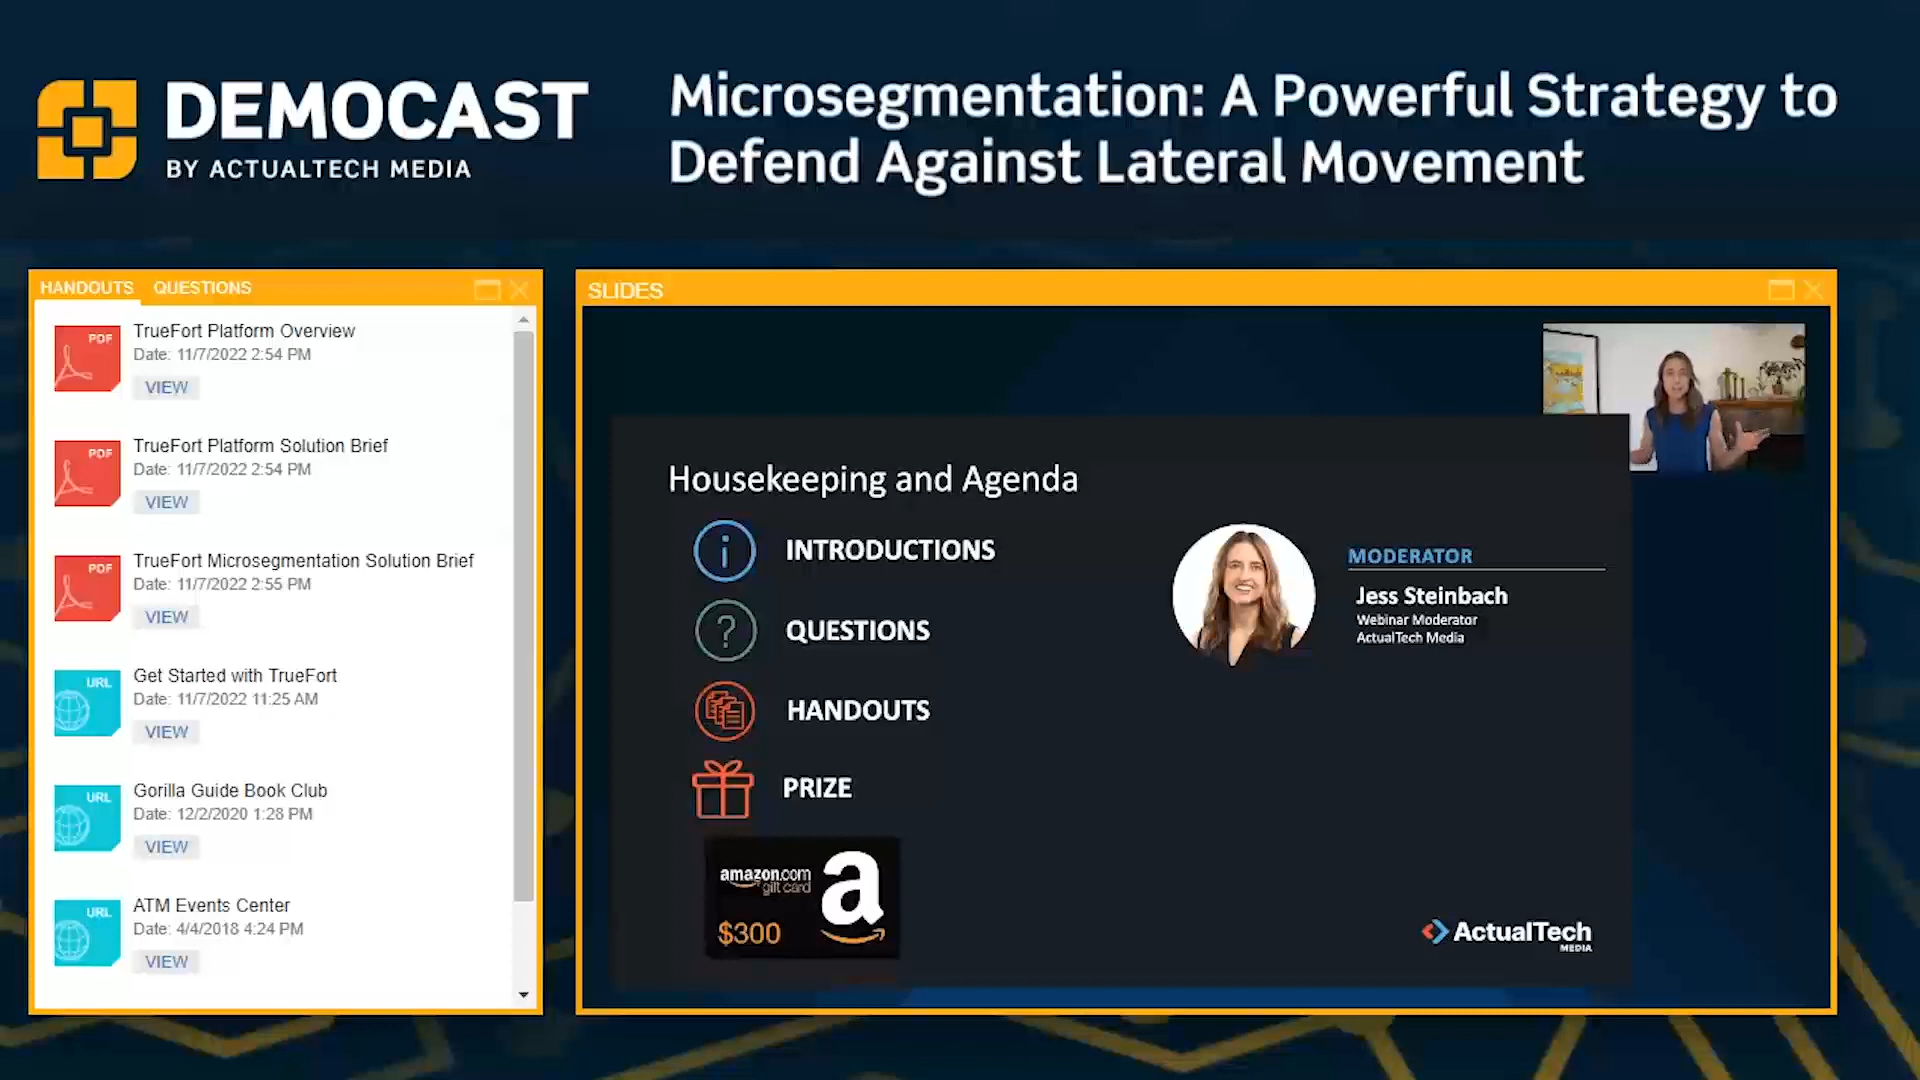 DEMOCAST
BY ACTUALTECH MEDIA
Microsegmentation: A Powerful Strategy to
Defend Against Lateral Movement
HANDOUTS QUESTIONS
PDF
TrueFort Platform Overview
Date: 11/7/2022 2:54 PM
VIEW
PDF
TrueFort Platform Solution Brief
Date: 11/7/2022 2:54 PM
VIEW
PDF
TrueFort Microsegmentation Solution Brief
Date: 11/7/2022 2:55 PM
VIEW
URL
Get Started with TrueFort
Date: 11/7/2022 11:25 AM
VIEW
URL
Gorilla Guide Book Club
Date: 12/2/2020 1:28 PM
VIEW
URL
ATM Events Center
Date: 4/4/2018 4:24 PM
VIEW
SLIDES
Housekeeping and Agenda
i
INTRODUCTIONS
?
QUESTIONS
HANDOUTS
PRIZE
amazon.com
gift card
a
$300
MODERATOR
Jess Steinbach
Webinar Moderator
ActualTech Media
ActualTech
MEDIA